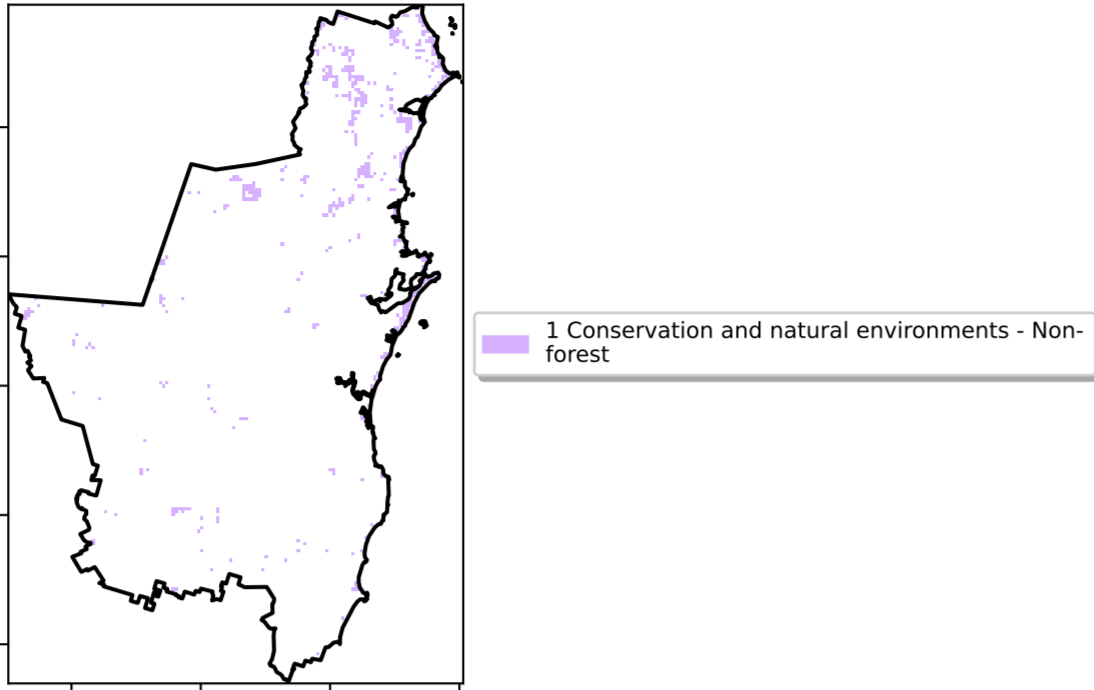 1 Conservation and natural environments - Non-
forest